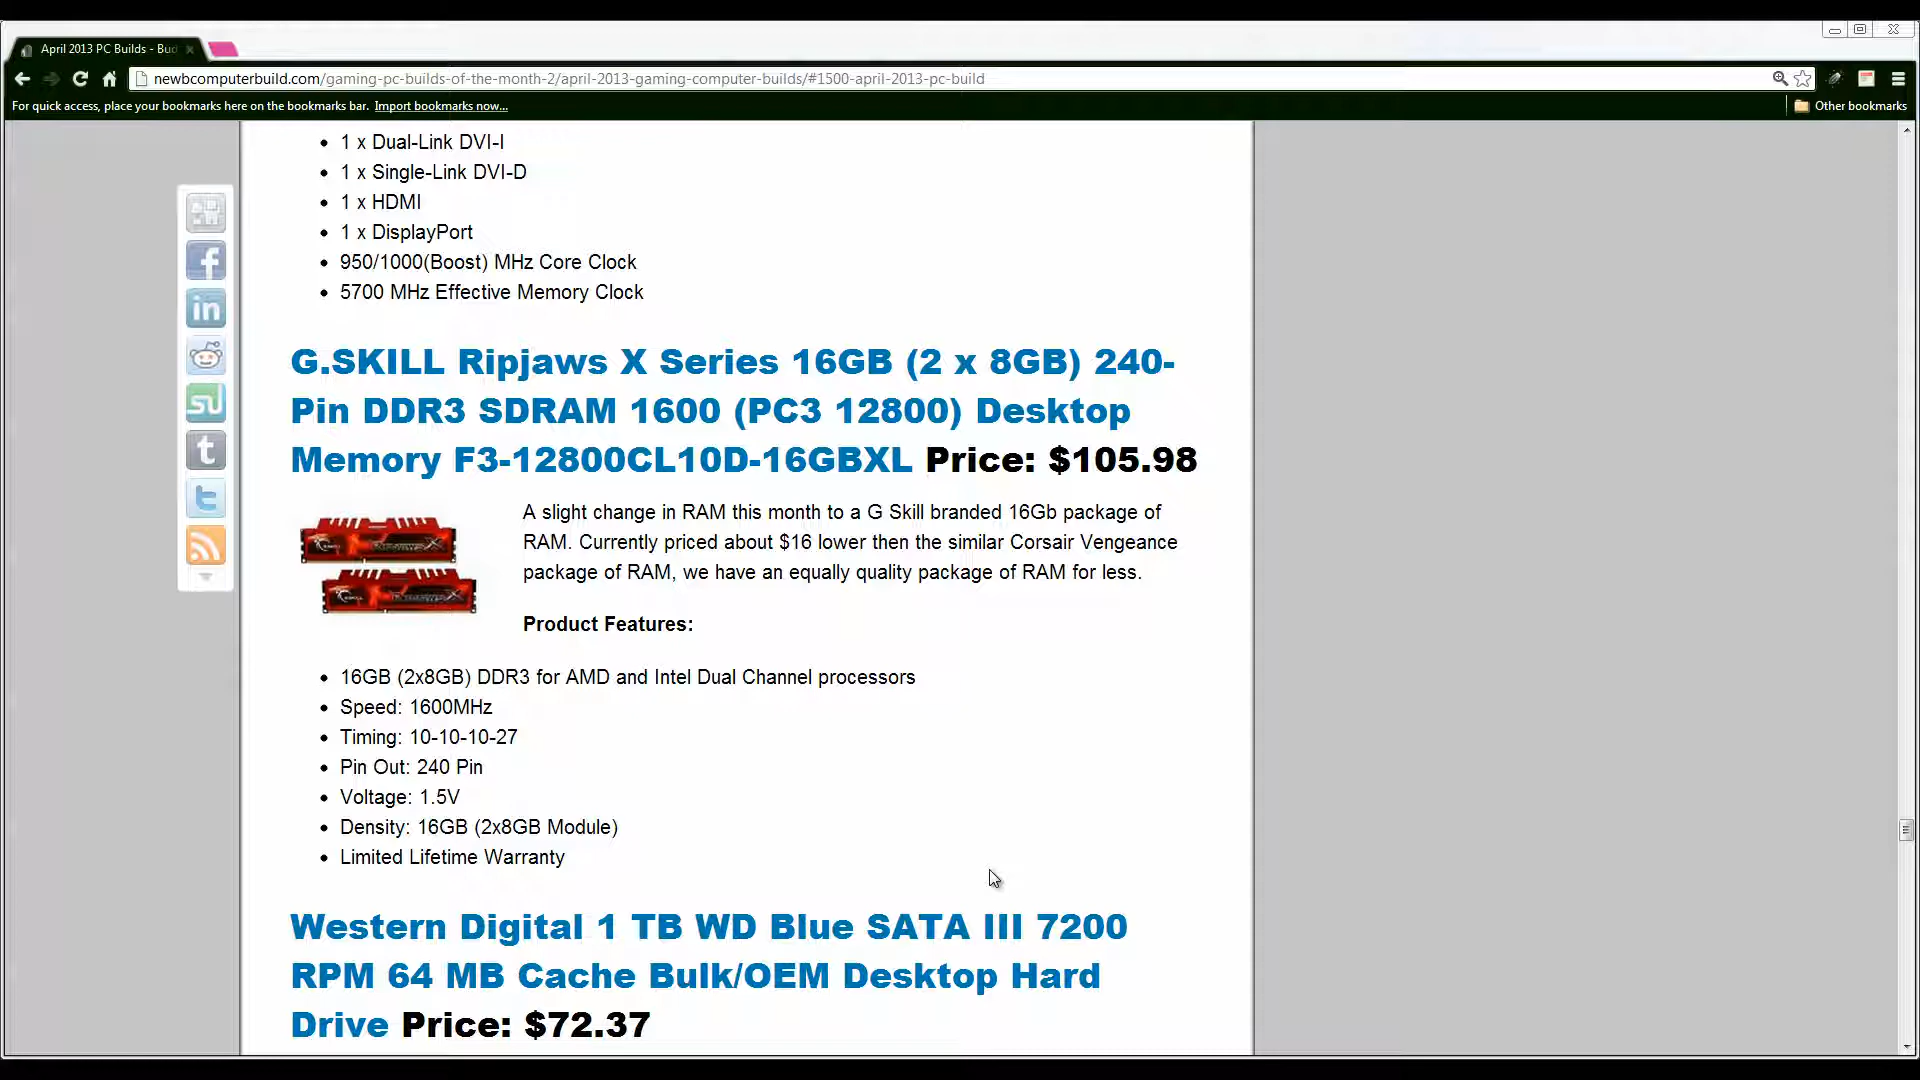 April 2013 PC Builds - Bud
newbcomputerbuild.com/gaming-pc-builds-of-the-month-2/april-2013-gaming-computer-builds/#1500-april-2013-pc-build
For quick access, place your bookmarks here on the bookmarks bar. Import bookmarks now...
Other bookmarks
1 x Dual-Link DVI-I
1 x Single-Link DVI-D
1 x HDMI
1 x DisplayPort
950/1000(Boost) MHz Core Clock
5700 MHz Effective Memory Clock
G.SKILL Ripjaws X Series 16GB (2 x 8GB) 240-
Pin DDR3 SDRAM 1600 (PC3 12800) Desktop
Memory F3-12800CL10D-16GBXL Price: $105.98
A slight change in RAM this month to a G Skill branded 16Gb package of
RAM. Currently priced about $16 lower then the similar Corsair Vengeance
package of RAM, we have an equally quality package of RAM for less.
Product Features:
16GB (2x8GB) DDR3 for AMD and Intel Dual Channel processors
Speed: 1600MHz
Timing: 10-10-10-27
Pin Out: 240 Pin
Voltage: 1.5V
Density: 16GB (2x8GB Module)
Limited Lifetime Warranty
Western Digital 1 TB WD Blue SATA III 7200
RPM 64 MB Cache Bulk/OEM Desktop Hard
Drive Price: $72.37